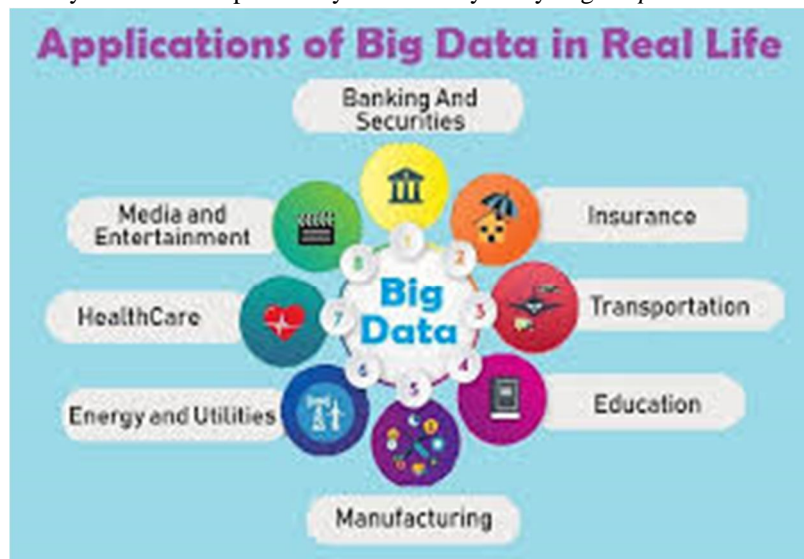 Applications of Big Data in Real Life
Banking And
Securities
Media and
Entertainment
Insurance
HealthCare
Transportation
Energy and Utilities
Education
Manufacturing
Big
Data
1
2
3
4
5
6
7
8